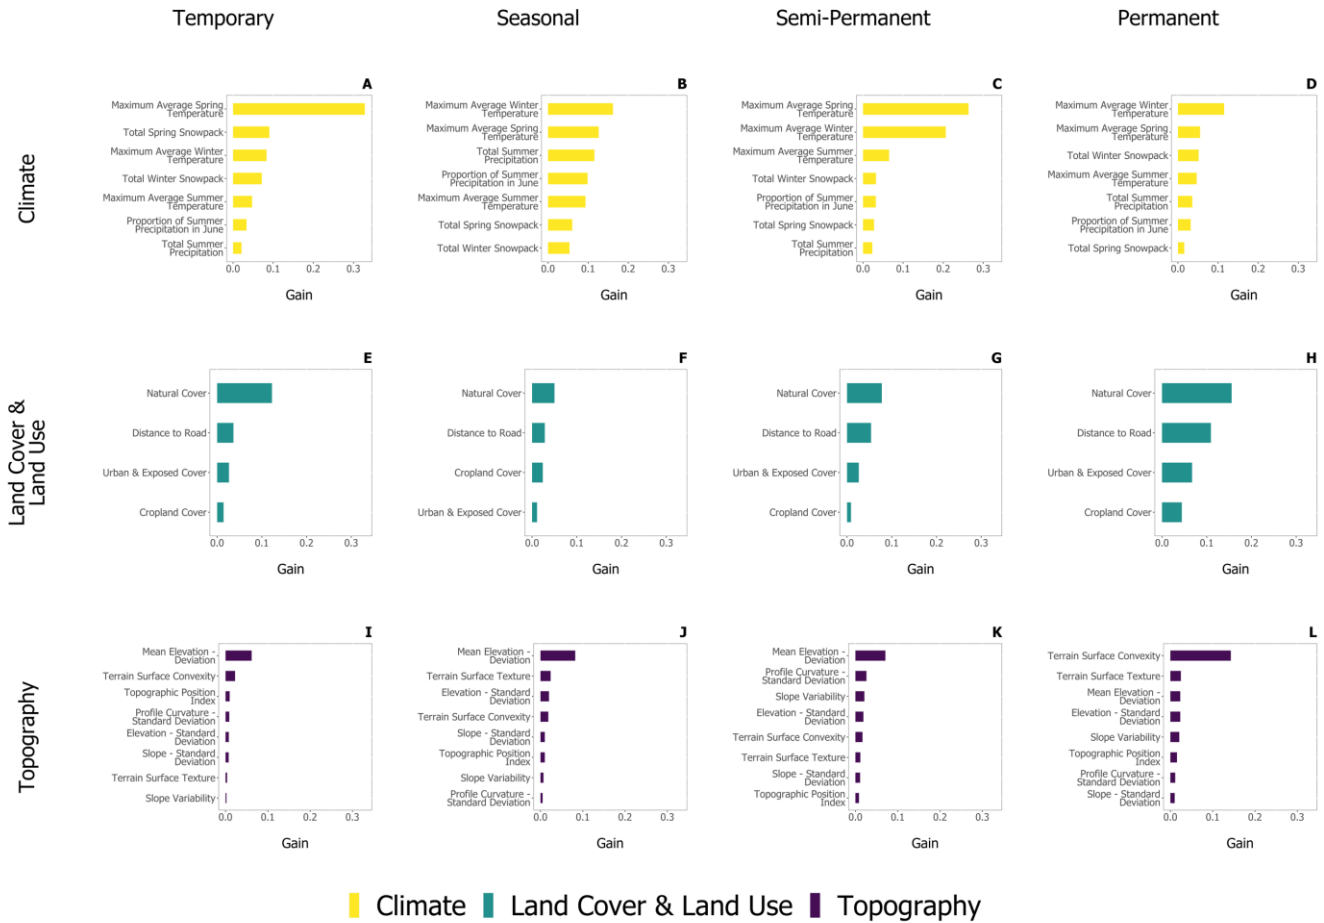 Temporary
Seasonal
Semi-Permanent
Permanent
Climate
A
Maximum Average Spring
Temperature
Total Spring Snowpack
Maximum Average Winter
Temperature
Total Winter Snowpack
Maximum Average Summer
Temperature
Proportion of Summer
Precipitation in June
Total Summer
Precipitation
0.0 0.1 0.2 0.3
Gain
B
Maximum Average Winter
Temperature
Maximum Average Spring
Temperature
Total Summer
Precipitation
Proportion of Summer
Precipitation in June
Maximum Average Summer
Temperature
Total Spring Snowpack
Total Winter Snowpack
0.0 0.1 0.2 0.3
Gain
C
Maximum Average Spring
Temperature
Maximum Average Winter
Temperature
Maximum Average Summer
Temperature
Total Winter Snowpack
Proportion of Summer
Precipitation in June
Total Spring Snowpack
Total Summer
Precipitation
0.0 0.1 0.2 0.3
Gain
D
Maximum Average Winter
Temperature
Maximum Average Spring
Temperature
Total Winter Snowpack
Maximum Average Summer
Temperature
Total Summer
Precipitation
Proportion of Summer
Precipitation in June
Total Spring Snowpack
0.0 0.1 0.2 0.3
Gain
Land Cover &
Land Use
E
Natural Cover
Distance to Road
Urban & Exposed Cover
Cropland Cover
0.0 0.1 0.2 0.3
Gain
F
Natural Cover
Distance to Road
Cropland Cover
Urban & Exposed Cover
0.0 0.1 0.2 0.3
Gain
G
Natural Cover
Distance to Road
Urban & Exposed Cover
Cropland Cover
0.0 0.1 0.2 0.3
Gain
H
Natural Cover
Distance to Road
Urban & Exposed Cover
Cropland Cover
0.0 0.1 0.2 0.3
Gain
Topography
I
Mean Elevation -
Deviation
Terrain Surface Convexity
Topographic Position
Index
Profile Curvature -
Standard Deviation
Elevation - Standard
Deviation
Slope - Standard
Deviation
Terrain Surface Texture
Slope Variability
0.0 0.1 0.2 0.3
Gain
J
Mean Elevation -
Deviation
Terrain Surface Texture
Elevation - Standard
Deviation
Terrain Surface Convexity
Slope - Standard
Deviation
Topographic Position
Index
Slope Variability
Profile Curvature -
Standard Deviation
0.0 0.1 0.2 0.3
Gain
K
Mean Elevation -
Deviation
Profile Curvature -
Standard Deviation
Slope Variability
Elevation - Standard
Deviation
Terrain Surface Convexity
Terrain Surface Texture
Slope - Standard
Deviation
Topographic Position
Index
0.0 0.1 0.2 0.3
Gain
L
Terrain Surface Convexity
Terrain Surface Texture
Mean Elevation -
Deviation
Elevation - Standard
Deviation
Slope Variability
Topographic Position
Index
Profile Curvature -
Standard Deviation
Slope - Standard
Deviation
0.0 0.1 0.2 0.3
Gain
Climate Land Cover & Land Use Topography